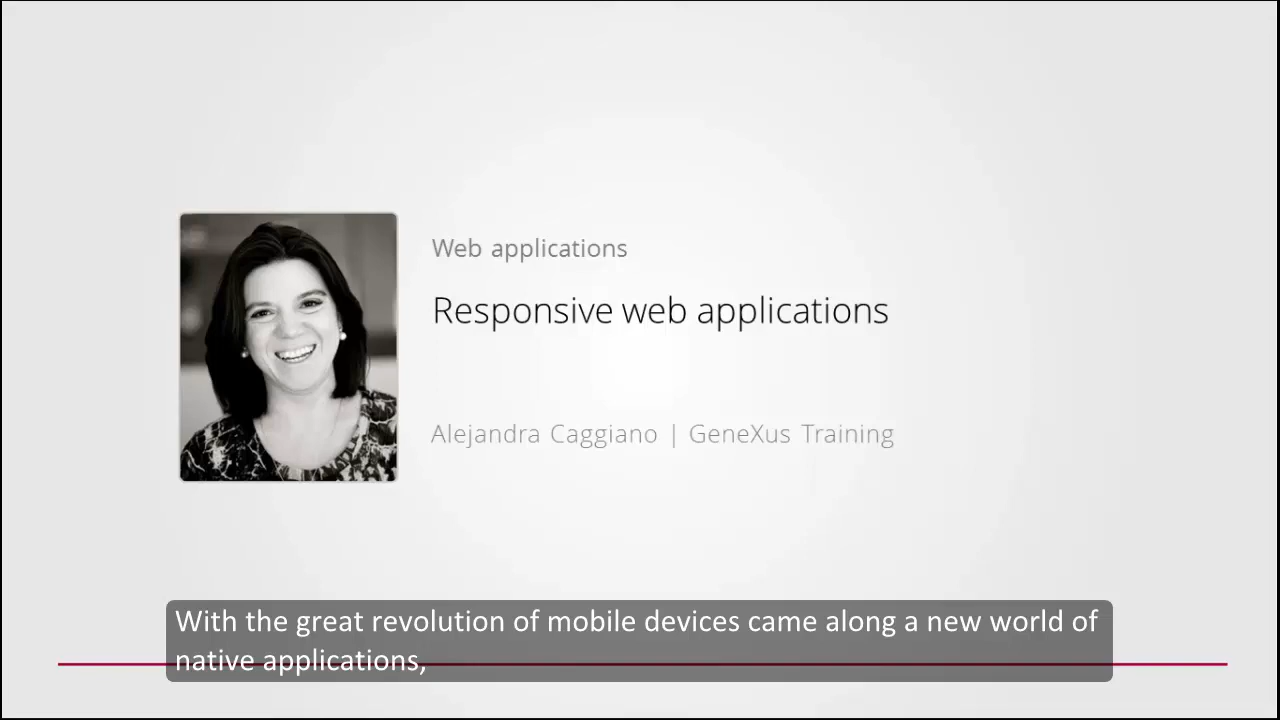 Web applications
Responsive web applications
Alejandra Caggiano | GeneXus Training
With the great revolution of mobile devices came along a new world of
native applications,